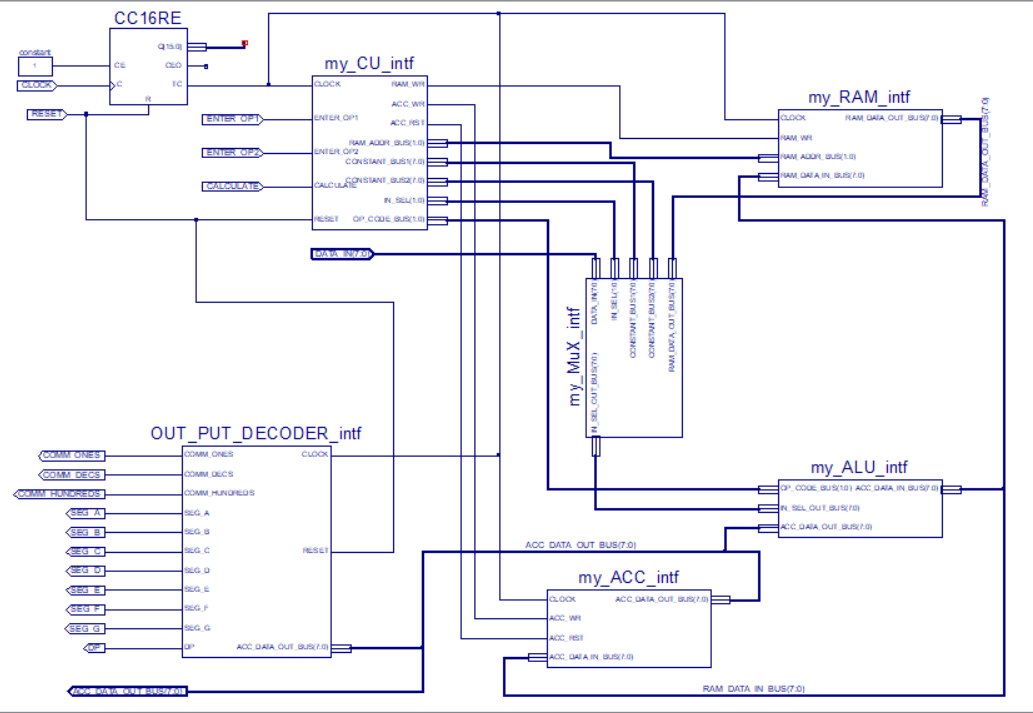 CC16RE
constant
1
CLOCK
RESET
CE
C
Q(15:0)
CEO
TC
R
my_CU_intf
ENTER_OP1
ENTER_OP2
CALCULATE
CLOCK
ENTER_OP1
ENTER_OP2
CALCULATE
RESET
RAM_WR
ACC_WR
ACC_RST
RAM_ADDR_BUS(1:0)
CONSTANT_BUS1(7:0)
CONSTANT_BUS2(7:0)
IN_SEL(1:0)
OP_CODE_BUS(1:0)
my_RAM_intf
CLOCK
RAM_WR
RAM_ADDR_BUS(1:0)
RAM_DATA_IN_BUS(7:0)
RAM_DATA_OUT_BUS(7:0)
RAM_DATA_OUT_BUS(7:0)
DATA_IN(7:0)
my_MuX_intf
DATA_IN(7:0)
IN_SEL(1:0)
CONSTANT_BUS1(7:0)
CONSTANT_BUS2(7:0)
RAM_DATA_OUT_BUS(7:0)
IN_SEL_OUT_BUS(7:0)
OUT_PUT_DECODER_intf
COMM_ONES
COMM_DECS
COMM_HUNDREDS
SEG_A
SEG_B
SEG_C
SEG_D
SEG_E
SEG_F
SEG_G
DP
COMM_ONES
COMM_DECS
COMM_HUNDREDS
SEG_A
SEG_B
SEG_C
SEG_D
SEG_E
SEG_F
SEG_G
DP
CLOCK
RESET
ACC_DATA_OUT_BUS(7:0)
ACC_DATA_OUT_BUS(7:0)
my_ALU_intf
OP_CODE_BUS(1:0)
IN_SEL_OUT_BUS(7:0)
ACC_DATA_OUT_BUS(7:0)
ACC_DATA_IN_BUS(7:0)
ACC_DATA_OUT_BUS(7:0)
my_ACC_intf
CLOCK
ACC_WR
ACC_RST
ACC_DATA_IN_BUS(7:0)
ACC_DATA_OUT_BUS(7:0)
RAM_DATA_IN_BUS(7:0)